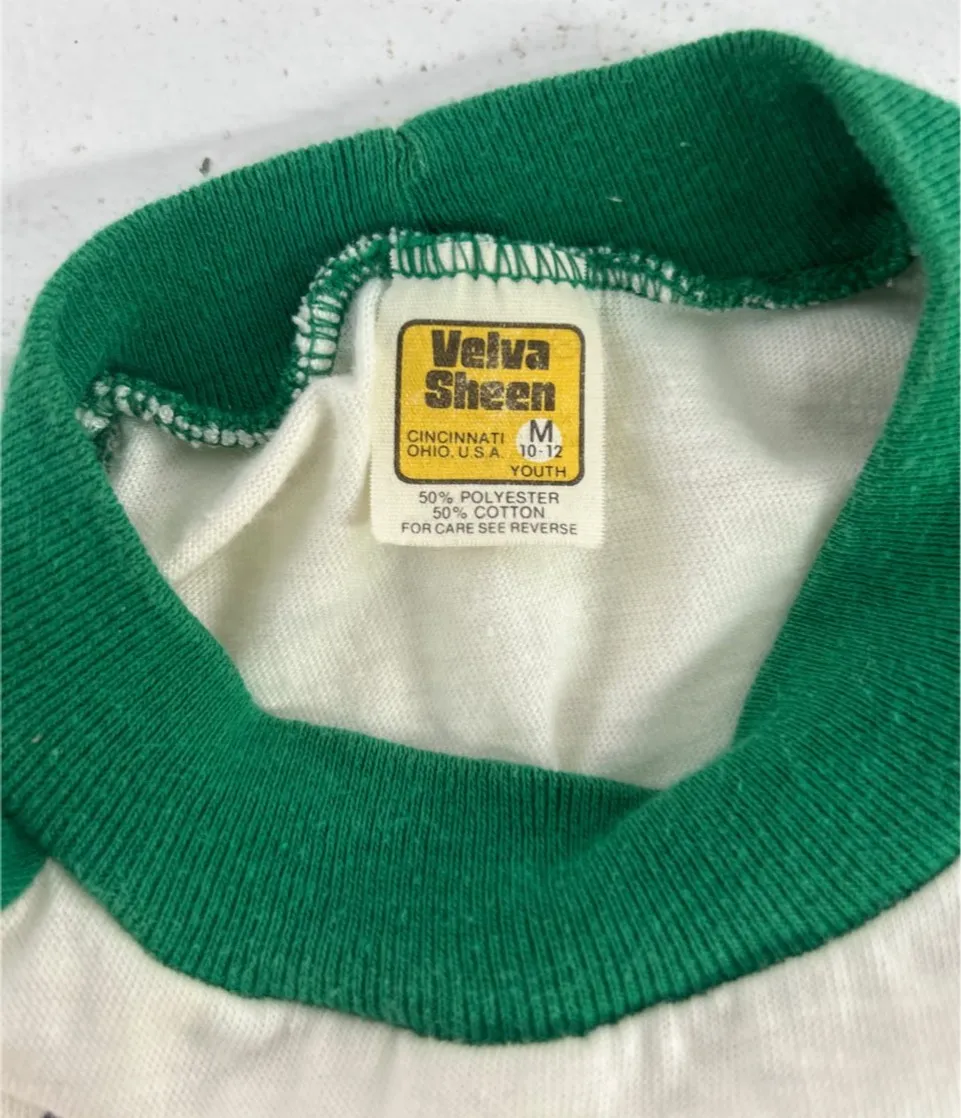 Velva
Sheen
CINCINNATI
OHIO. U.S.A.
M
10-12
YOUTH
50% POLYESTER
50% COTTON
FOR CARE SEE REVERSE